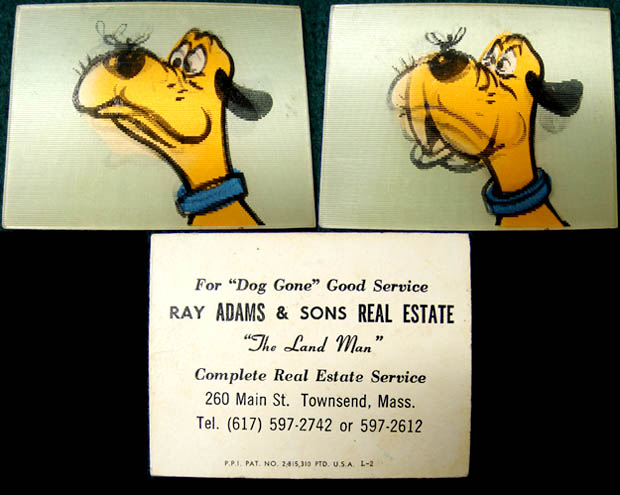 For “Dog Gone” Good Service
RAY ADAMS & SONS REAL ESTATE
“The Land Man”
Complete Real Estate Service
260 Main St. Townsend, Mass.
Tel. (617) 597-2742 or 597-2612
P.P.I. PAT. NO. 2,815,310 PTD. U.S.A. L-2